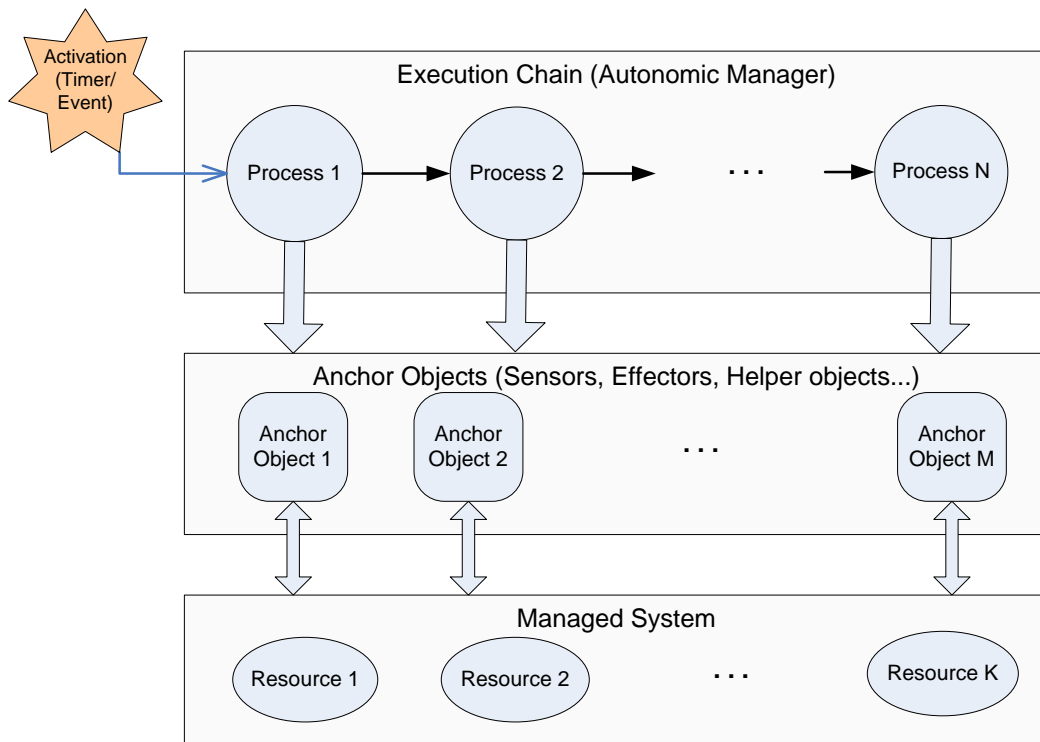 Activation
(Timer/
Event)
Execution Chain (Autonomic Manager)
Process 1
Process 2
. . .
Process N
Anchor Objects (Sensors, Effectors, Helper objects...)
Anchor
Object 1
Anchor
Object 2
. . .
Anchor
Object M
Managed System
Resource 1
Resource 2
. . .
Resource K